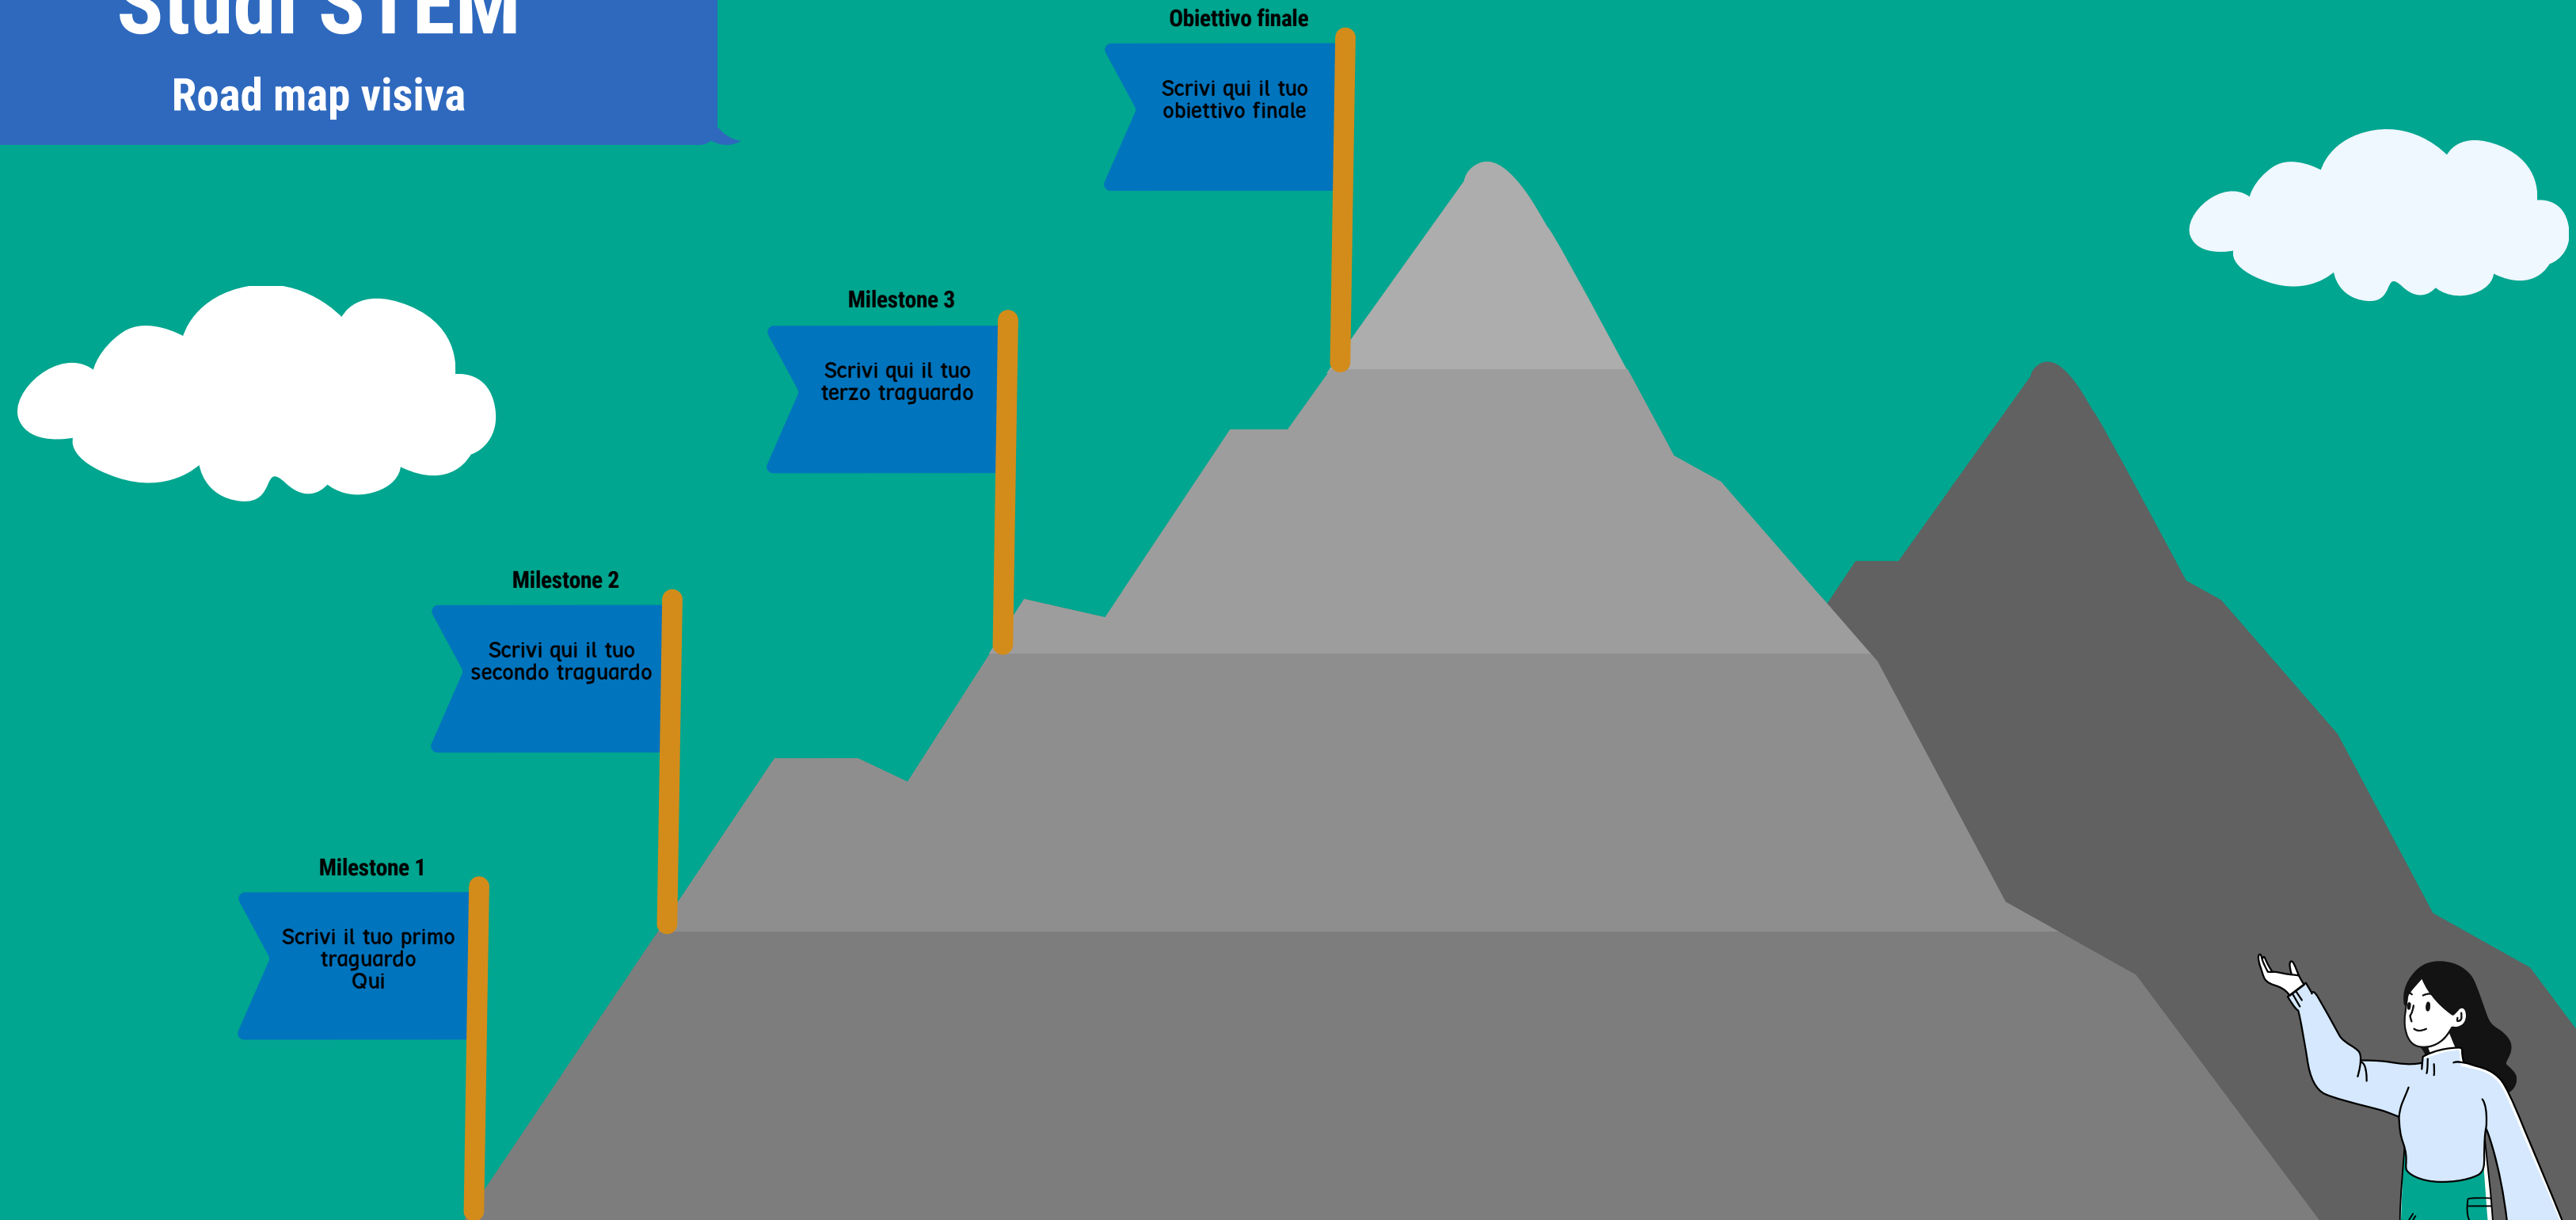 Studi STEM
Road map visiva
Obiettivo finale
Scrivi qui il tuo
obiettivo finale
Milestone 3
Scrivi qui il tuo
terzo traguardo
Milestone 2
Scrivi qui il tuo
secondo traguardo
Milestone 1
Scrivi il tuo primo
traguardo
Qui